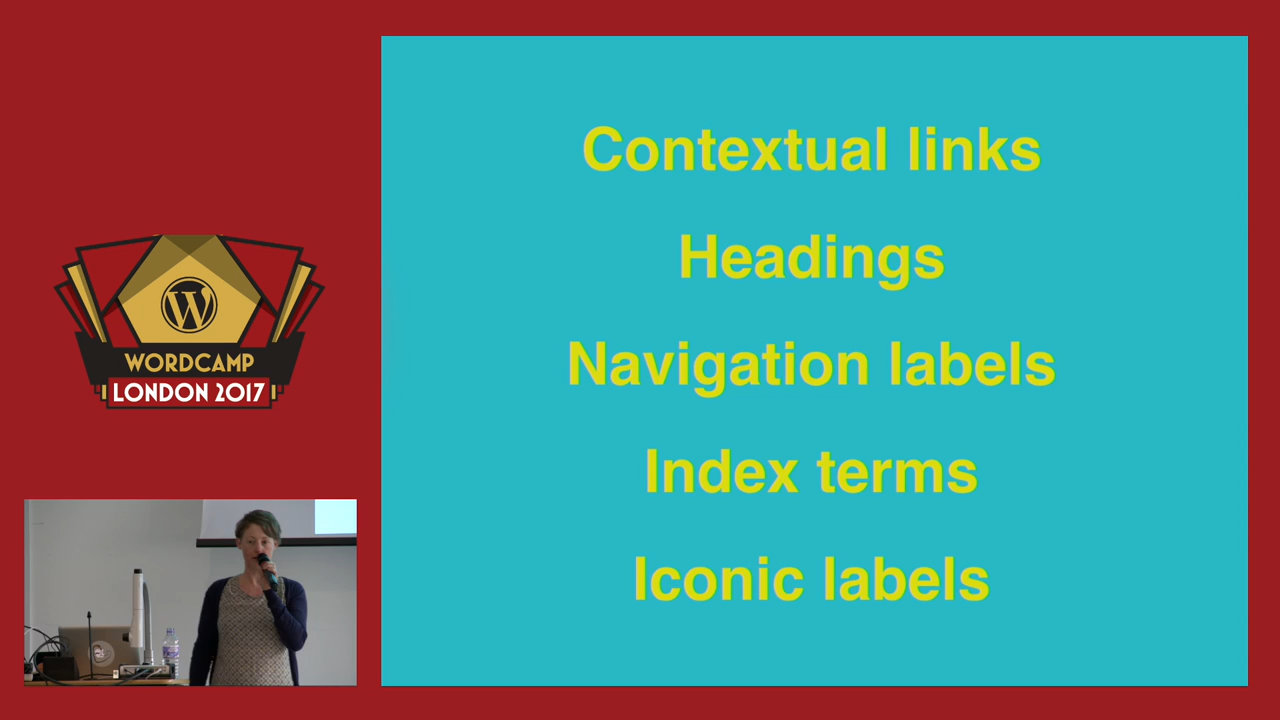 Contextual links
Headings
Navigation labels
Index terms
Iconic labels
WORDCAMP
LONDON 2017